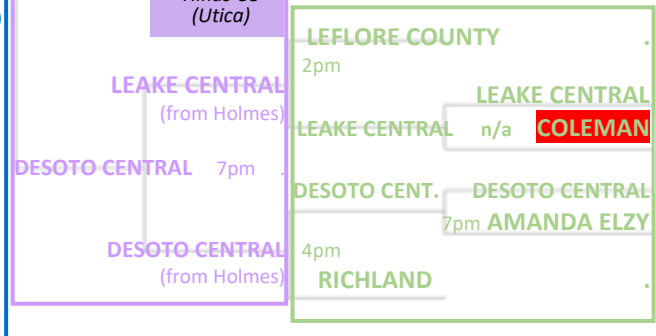 (Utica)
LEFLORE COUNTY .
2pm
LEAKE CENTRAL
(from Holmes)
LEAKE CENTRAL
LEAKE CENTRAL n/a COLEMAN
DESOTO CENTRAL 7pm .
DESOTO CENT. DESOTO CENTRAL
7pm AMANDA ELZY
DESOTO CENTRAL
(from Holmes)
4pm
RICHLAND .